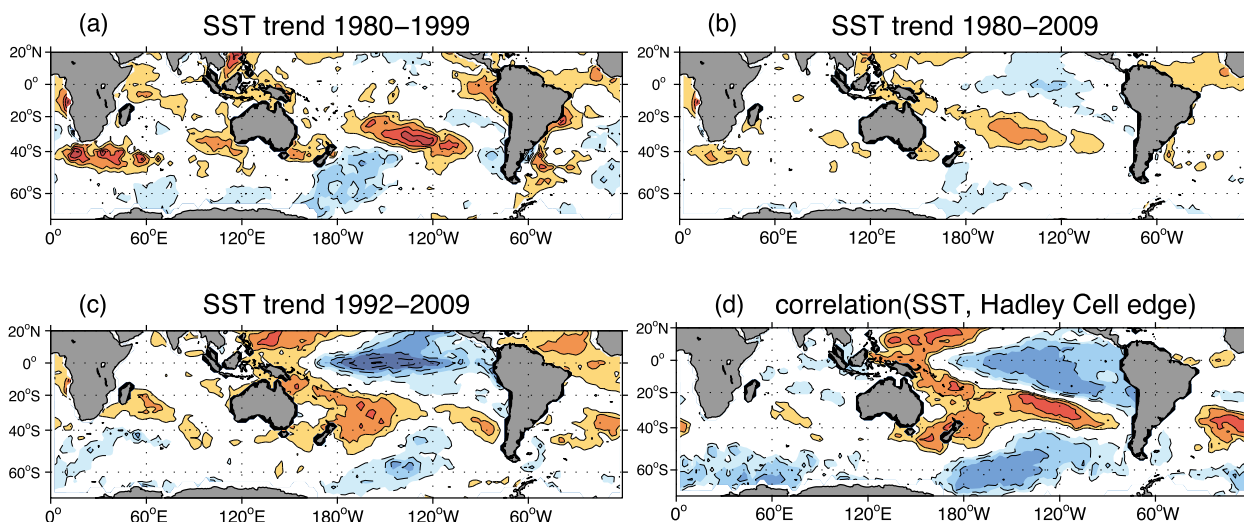 (a) SST trend 1980−1999
20°N
0°
20°S
40°S
60°S
0° 60°E 120°E 180°W 120°W 60°W
(b) SST trend 1980−2009
20°N
0°
20°S
40°S
60°S
0° 60°E 120°E 180°W 120°W 60°W
(c) SST trend 1992−2009
20°N
0°
20°S
40°S
60°S
0° 60°E 120°E 180°W 120°W 60°W
(d) correlation(SST, Hadley Cell edge)
20°N
0°
20°S
40°S
60°S
0° 60°E 120°E 180°W 120°W 60°W